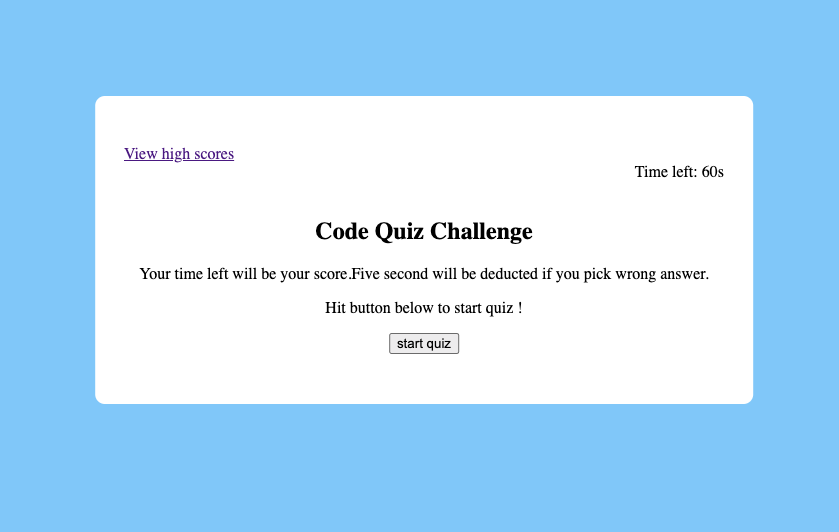 View high scores
Time left: 60s
Code Quiz Challenge
Your time left will be your score.Five second will be deducted if you pick wrong answer.
Hit button below to start quiz !
start quiz